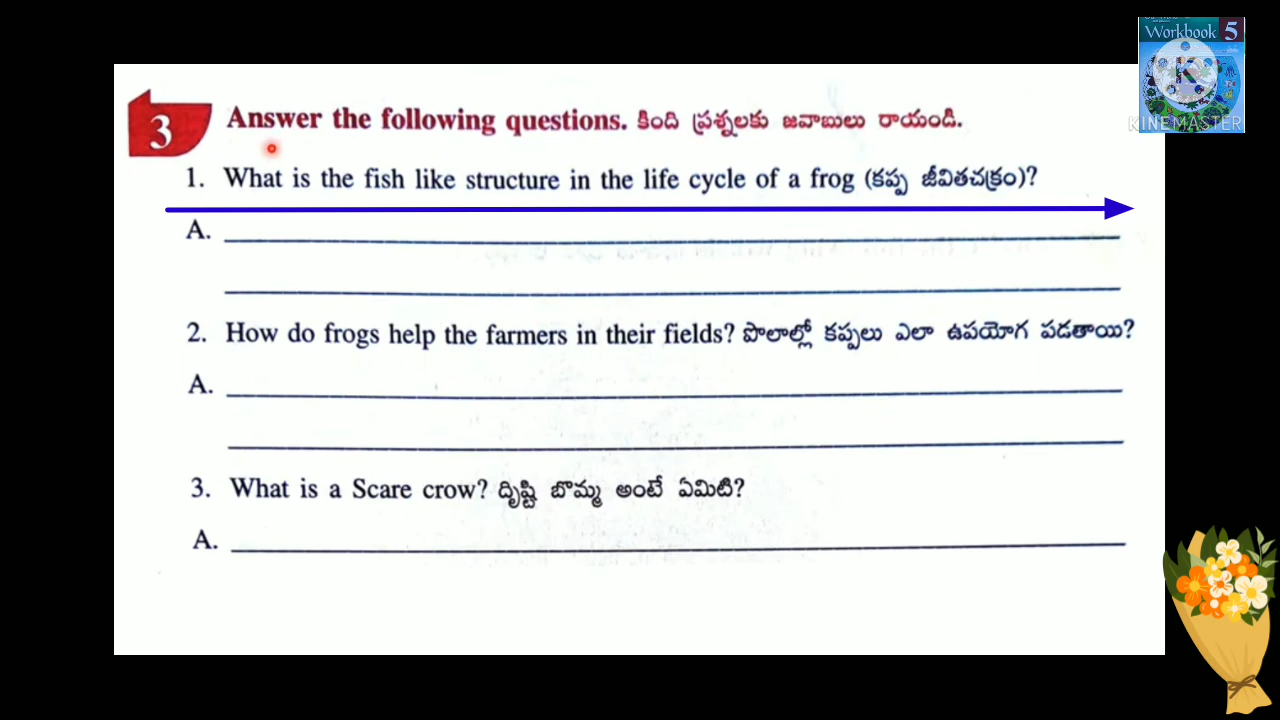 Workbook 5
K
KINEMASTER
3 Answer the following questions. కింది ప్రశ్నలకు జవాబులు రాయండి.
1. What is the fish like structure in the life cycle of a frog (కప్ప జీవితచక్రం)?
A.
2. How do frogs help the farmers in their fields? పొలాల్లో కప్పలు ఎలా ఉపయోగ పడతాయి?
A.
3. What is a Scare crow? దృిష్టి బొమ్మ అంటే ఏమిటి?
A.